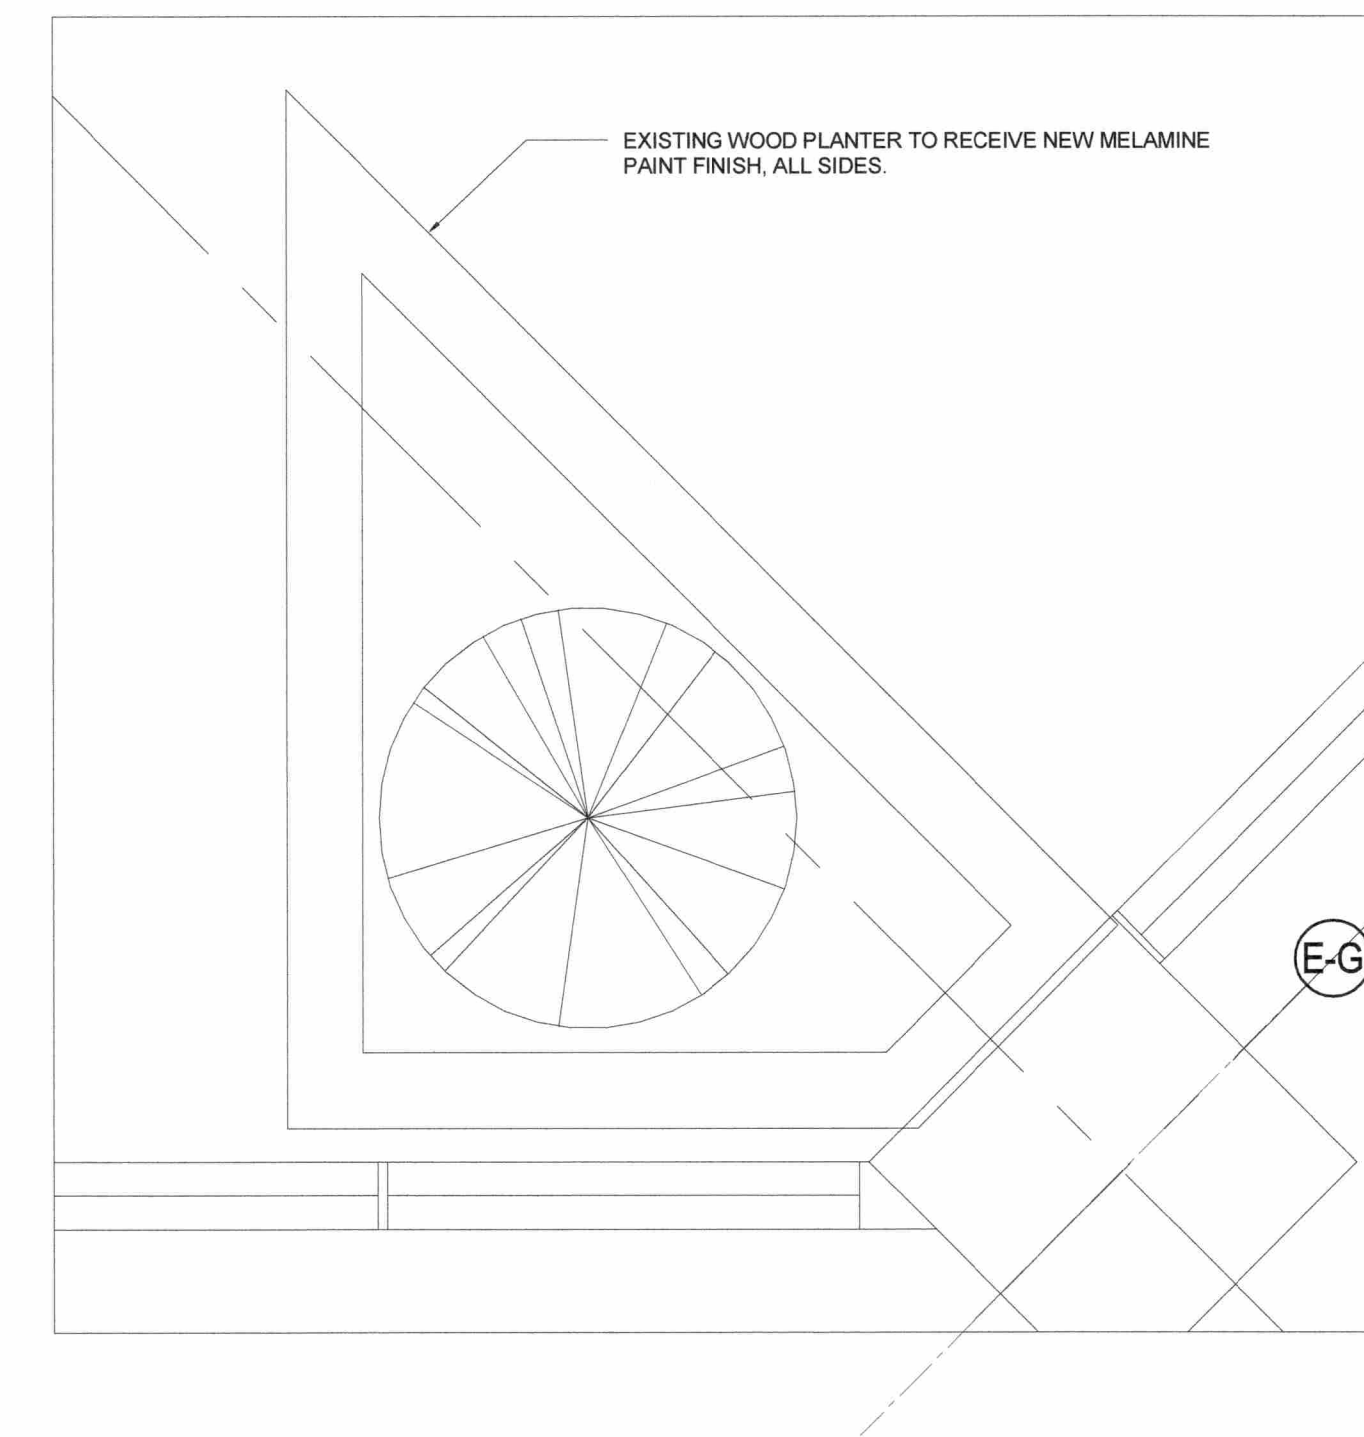 EXISTING WOOD PLANTER TO RECEIVE NEW MELAMINE
PAINT FINISH, ALL SIDES.
E-G